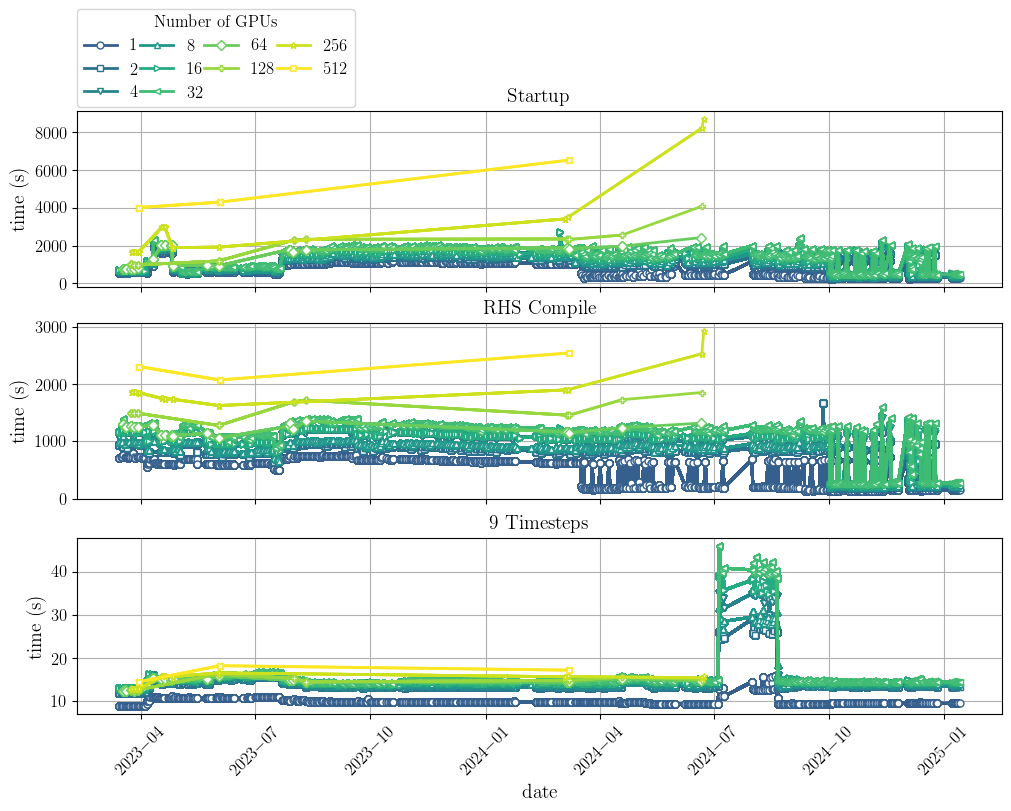 Number of GPUs
1 8 64 256
2 16 128 512
4 32
Startup
8000
6000
4000
2000
0
time (s)
RHS Compile
3000
2000
1000
0
time (s)
9 Timesteps
40
30
20
10
time (s)
2023−04 2023−07 2023−10 2024−01 2024−04 2024−07 2024−10 2025−01
date